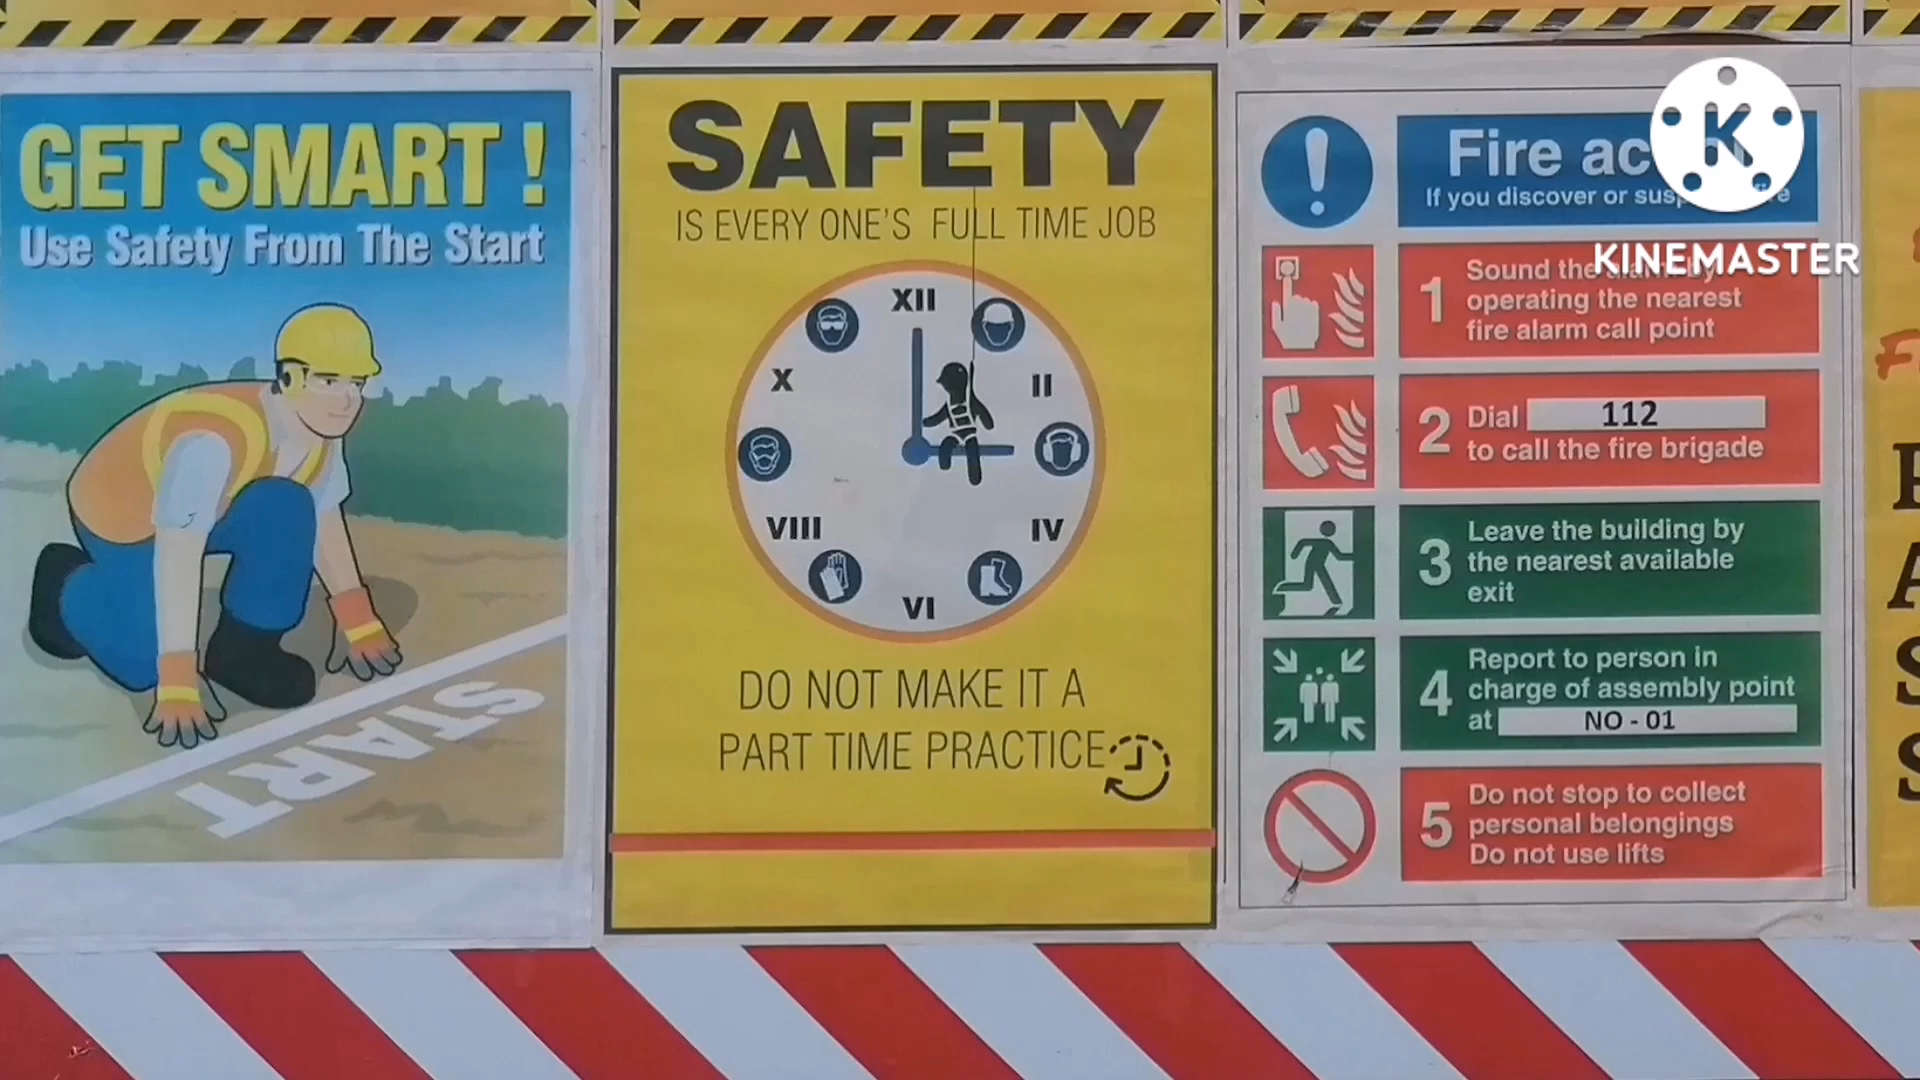 GET SMART !
Use Safety From The Start
START
SAFETY
IS EVERY ONE'S FULL TIME JOB
XII
II
IV
VI
VIII
X
DO NOT MAKE IT A
PART TIME PRACTICE
Fire
If you discover or
1 Sound the alarm by
operating the nearest
fire alarm call point
2 Dial 112
to call the fire brigade
3 Leave the building by
the nearest available
exit
4 Report to person in
charge of assembly point
at NO - 01
5 Do not stop to collect
personal belongings
Do not use lifts
K
KINEMASTER